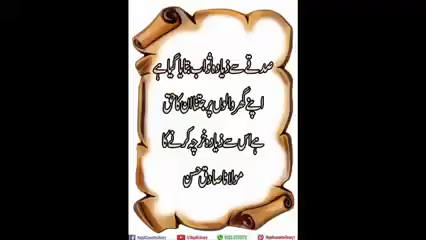 صدقے سے زیادہ ثواب بتایا گیا ہے
اپنے گھر والوں پر جتنا ان کا حق
ہے اس سے زیادہ خرچہ کرنے کا
مولانا صادق حسن